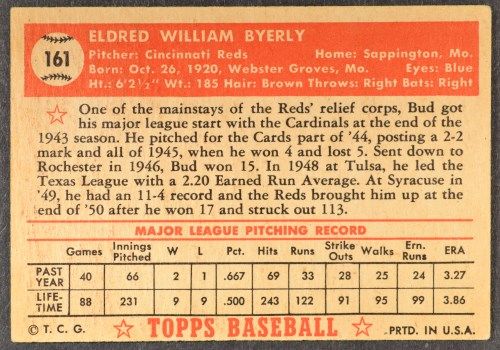 161
ELDRED WILLIAM BYERLY
Pitcher: Cincinnati Reds Home: Sappington, Mo.
Born: Oct. 26, 1920, Webster Groves, Mo. Eyes: Blue
Ht.: 6'2½" Wt.: 185 Hair: Brown Throws: Right Bats: Right
One of the mainstays of the Reds' relief corps, Bud got
his major league start with the Cardinals at the end of the
1943 season. He pitched for the Cards part of '44, posting a 2-2
mark and all of 1945, when he won 4 and lost 5. Sent down to
Rochester in 1946, Bud won 15. In 1948 at Tulsa, he led the
Texas League with a 2.20 Earned Run Average. At Syracuse in
'49, he had an 11-4 record and the Reds brought him up at the
end of '50 after he won 17 and struck out 113.
MAJOR LEAGUE PITCHING RECORD
Games Innings Pitched W L Pct. Hits Runs Strike Outs Walks Ern. Runs ERA
PAST YEAR 40 66 2 1 .667 69 33 28 25 24 3.27
LIFE-TIME 88 231 9 9 .500 243 122 91 95 99 3.86
© T. C. G. TOPPS BASEBALL PRTD. IN U.S.A.